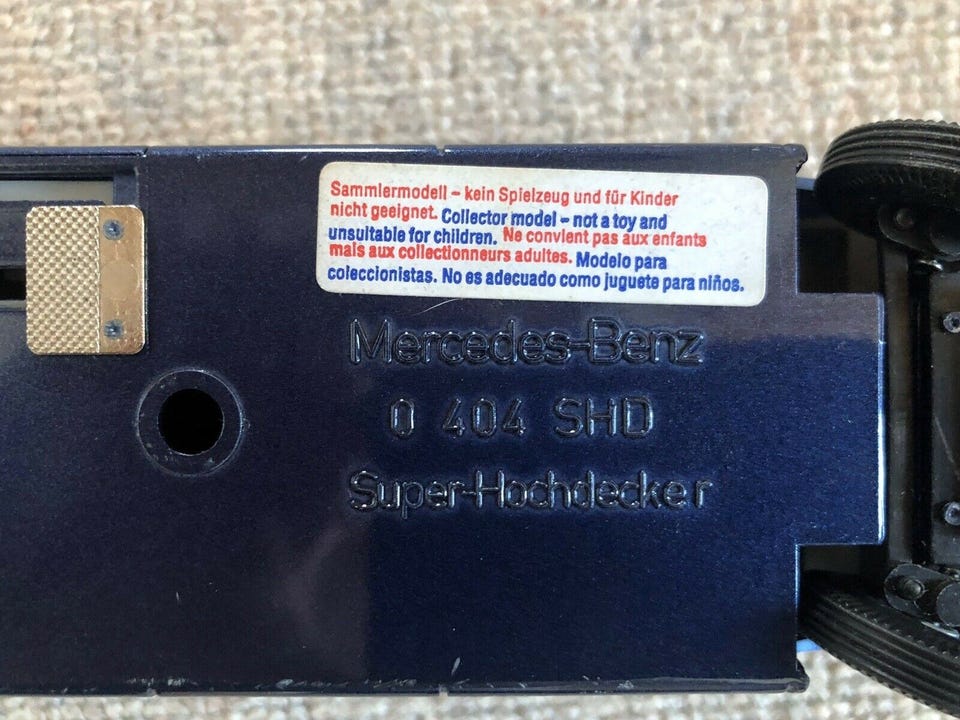 Sammlermodell – kein Spielzeug und für Kinder
nicht geeignet. Collector model – not a toy and
unsuitable for children. Ne convient pas aux enfants
mais aux collectionneurs adultes. Modelo para
coleccionistas. No es adecuado como juguete para niños.
Mercedes-Benz
O 404 SHD
Super-Hochdecker